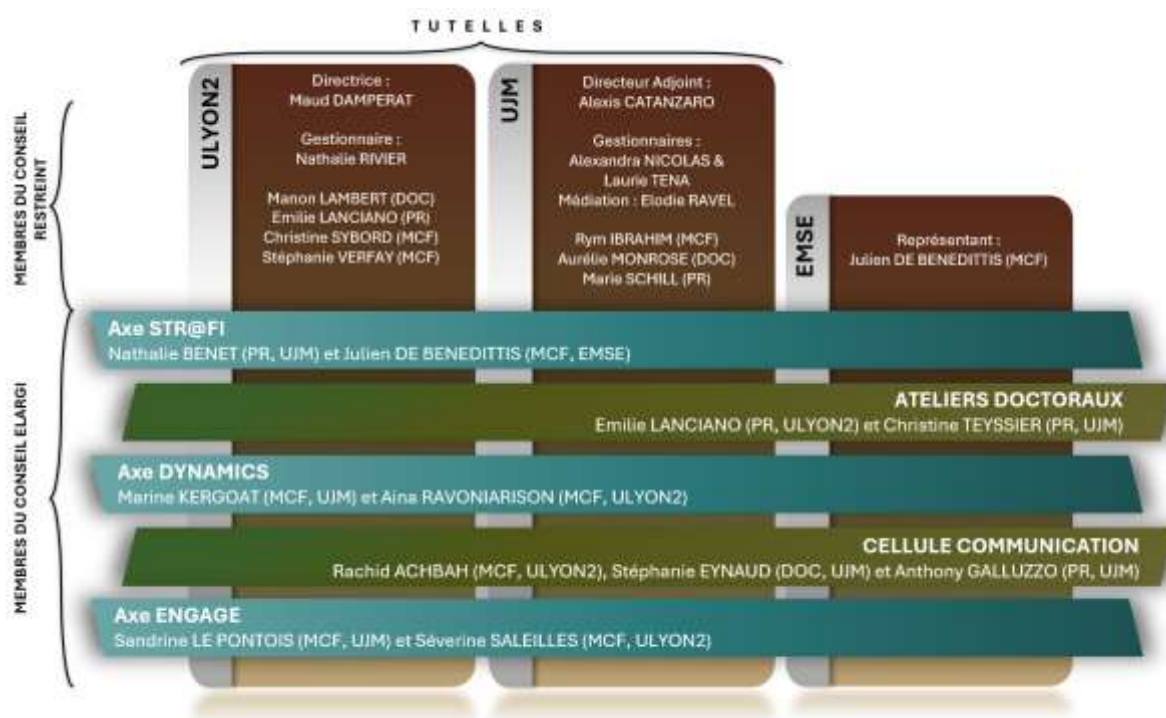 TUTELLES
MEMBRES DU CONSEIL
RESTREINT
ULYON2
Directrice :
Maud DAMPERAT
Gestionnaire :
Nathalie RIVIER
Manon LAMBERT (DOC)
Emilie LANCIANO (PR)
Christine SYBORD (MCF)
Stéphanie VERFAY (MCF)
UJM
Directeur Adjoint :
Alexis CATANZARO
Gestionnaires :
Alexandra NICOLAS &
Laurie TENA
Médiation : Elodie RAVEL
Rym IBRAHIM (MCF)
Aurélie MONROSE (DOC)
Marie SCHILL (PR)
EMSE
Représentant :
Julien DE BENEDITTIS (MCF)
MEMBRES DU CONSEIL ELARGI
Axe STR@FI
Nathalie BENET (PR, UJM) et Julien DE BENEDITTIS (MCF, EMSE)
ATELIERS DOCTORAUX
Emilie LANCIANO (PR, ULYON2) et Christine TEYSSIER (PR, UJM)
Axe DYNAMICS
Marine KERGOAT (MCF, UJM) et Aina RAVONIARISON (MCF, ULYON2)
CELLULE COMMUNICATION
Rachid ACHBAH (MCF, ULYON2), Stéphanie EYNAUD (DOC, UJM) et Anthony GALLUZZO (PR, UJM)
Axe ENGAGE
Sandrine LE PONTOIS (MCF, UJM) et Séverine SALEILLES (MCF, ULYON2)